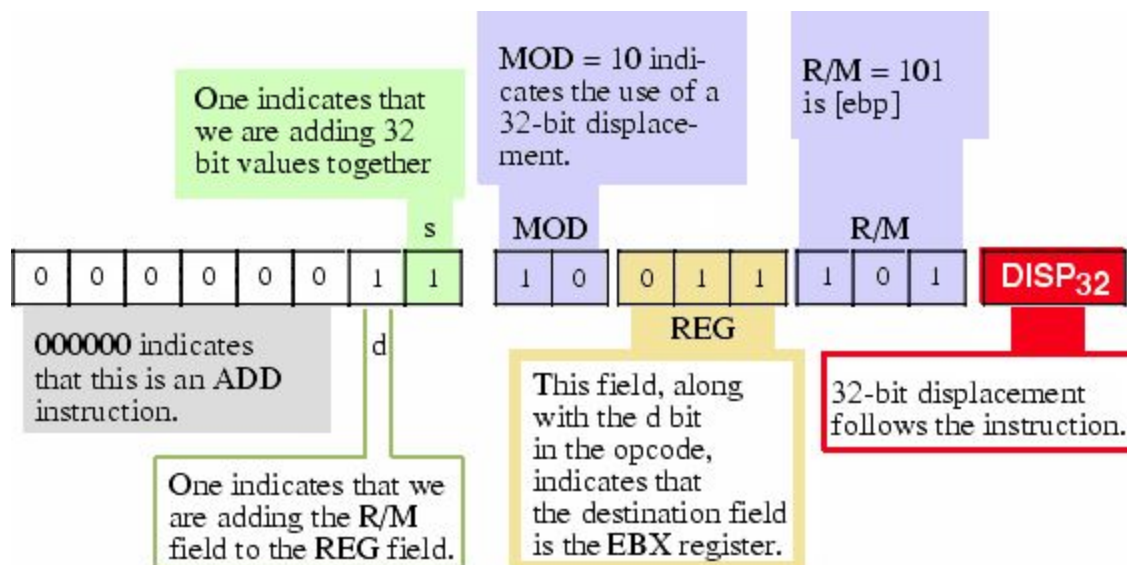 One indicates that
we are adding 32
bit values together
MOD = 10 indi-
cates the use of a
32-bit displace-
ment.
R/M = 101
is [ebp]
s
MOD
R/M
0 0 0 0 0 0 1 1
1 0
0 1 1
1 0 1
DISP32
000000 indicates
that this is an ADD
instruction.
d
REG
One indicates that we
are adding the R/M
field to the REG field.
This field, along
with the d bit
in the opcode,
indicates that
the destination field
is the EBX register.
32-bit displacement
follows the instruction.